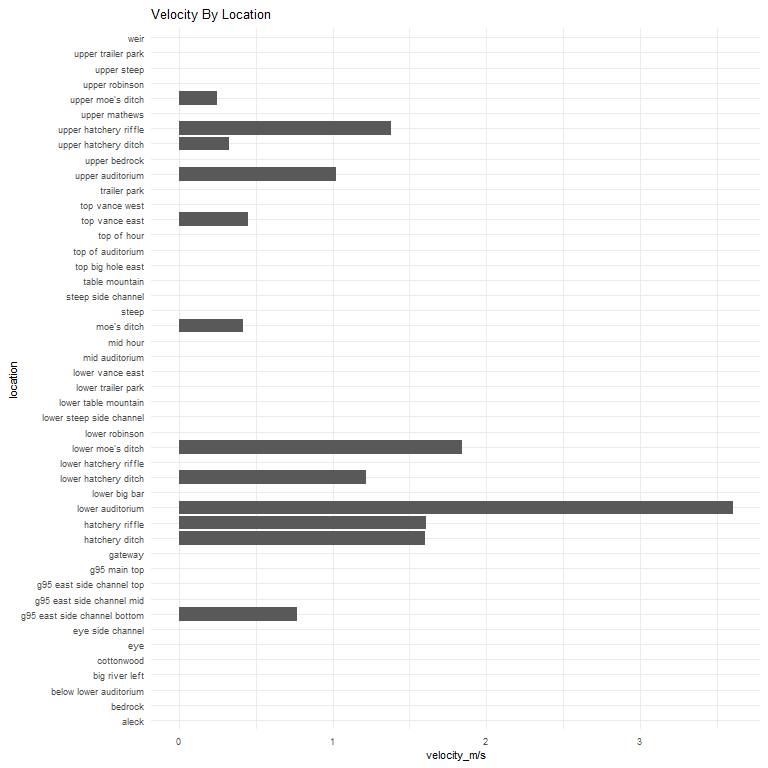 Velocity By Location
weir
upper trailer park
upper steep
upper robinson
upper moe's ditch
upper mathews
upper hatchery riffle
upper hatchery ditch
upper bedrock
upper auditorium
trailer park
top vance west
top vance east
top of hour
top of auditorium
top big hole east
table mountain
steep side channel
steep
moe's ditch
mid hour
mid auditorium
lower vance east
lower trailer park
lower table mountain
lower steep side channel
lower robinson
lower moe's ditch
lower hatchery riffle
lower hatchery ditch
lower big bar
lower auditorium
hatchery riffle
hatchery ditch
gateway
g95 main top
g95 east side channel top
g95 east side channel mid
g95 east side channel bottom
eye side channel
eye
cottonwood
big river left
below lower auditorium
bedrock
aleck
location
0 1 2 3
velocity_m/s